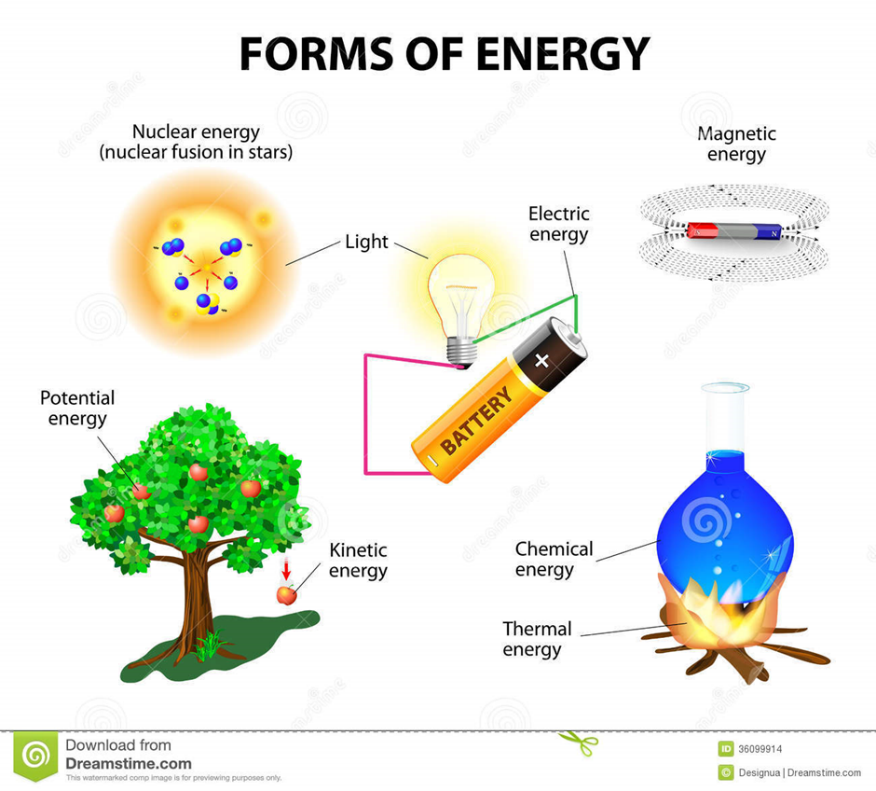 FORMS OF ENERGY
Nuclear energy
(nuclear fusion in stars)
Magnetic
energy
Electric
energy
Light
N
Potential
energy
+
BATTERY
Kinetic
energy
Chemical
energy
Thermal
energy
Download from
Dreamstime.com
This watermarked comp image is for previewing purposes only.
ID 36099914
© Designua | Dreamstime.com